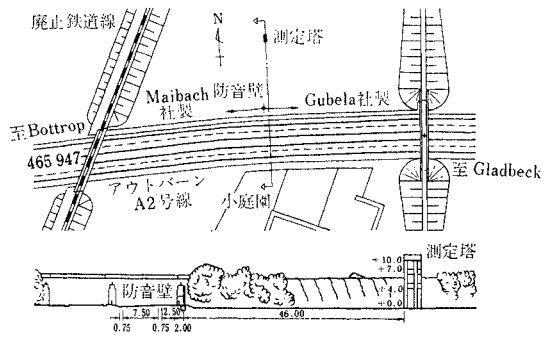 廃止鉄道線
N
測定塔
Maibach 防音壁 Gubela社製
社製
至Bottrop
465 947
至 Gladbeck
アウトバーン
A2号線
小庭園
測定塔
+10.0
+7.0
防音壁
+4.0
+0.0
7.50 2.50
46.00
0.75 0.75 2.00